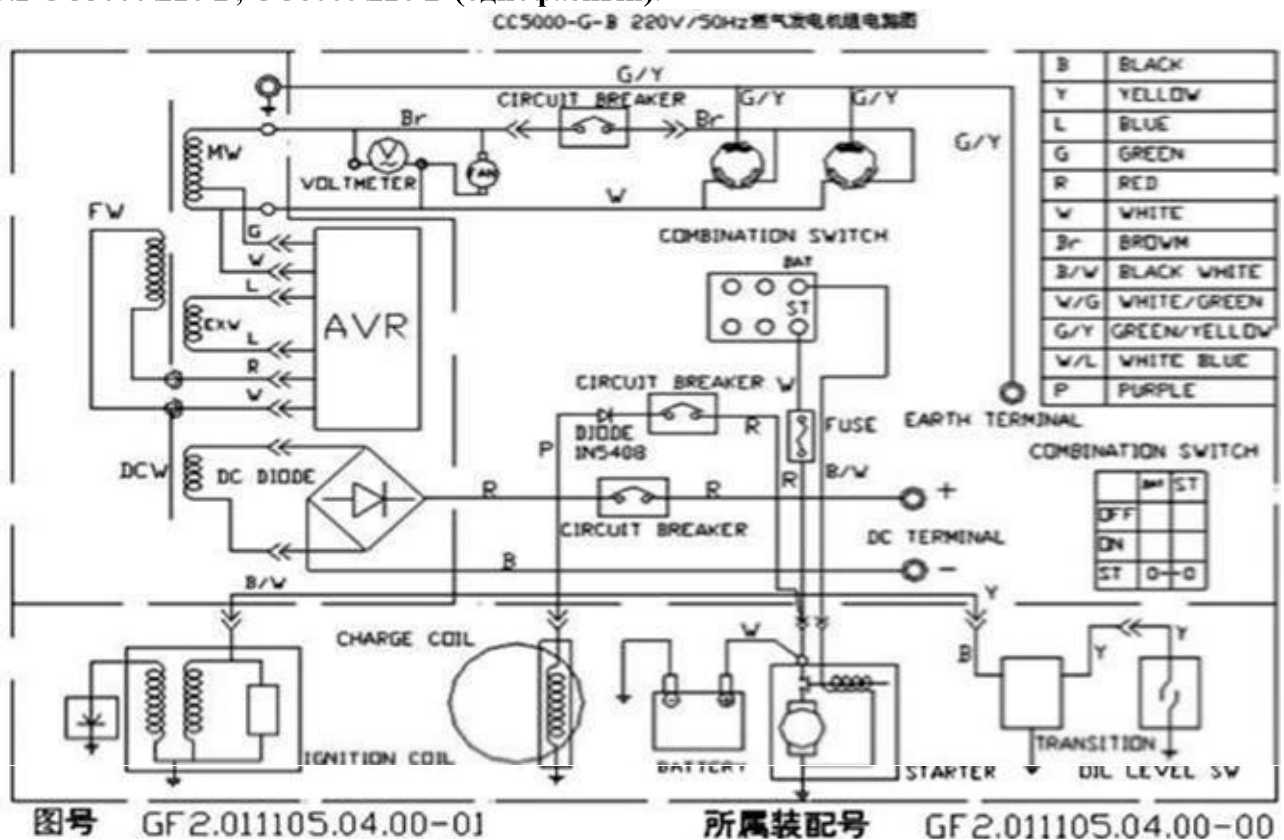 CC5000-G-B 220V/50Hz燃气发电机组电路图
G/Y
CIRCUIT BREAKER
G/Y
G/Y
Br
Br
G/Y
MW
V
FAN
VOLTMETER
W
FW
G
W
L
EXW
L
R
W
AVR
COMBINATION SWITCH
BAT
ST
B BLACK
Y YELLOW
L BLUE
G GREEN
R RED
W WHITE
Br BROWM
B/W BLACK WHITE
W/G WHITE/GREEN
G/Y GREEN/YELLOW
W/L WHITE BLUE
P PURPLE
CIRCUIT BREAKER
W
DIODE
1N5408
R
FUSE
EARTH TERMINAL
P
DCW
DC DIODE
R
R
R
B/W
+
CIRCUIT BREAKER
DC TERMINAL
B
-
COMBINATION SWITCH
BAT ST
OFF
ON
ST O-O
B/W
Y
CHARGE COIL
W
B
Y
Y
IGNITION COIL
BATTERY
STARTER
TRANSITION
OIL LEVEL SW
图号 GF2.011105.04.00-01
所属装配号 GF2.011105.04.00-00